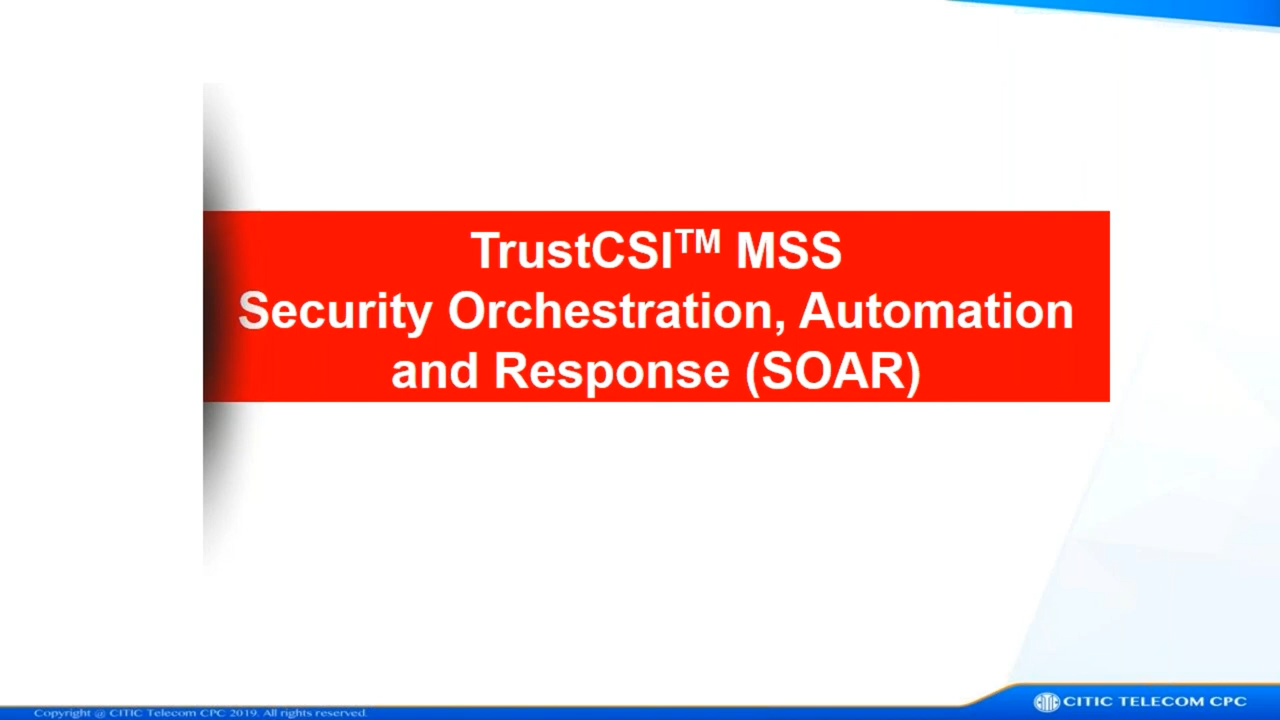 TrustCSI™ MSS
Security Orchestration, Automation
and Response (SOAR)
Copyright @ CITIC Telecom CPC 2019. All rights reserved.
CITIC TELECOM CPC